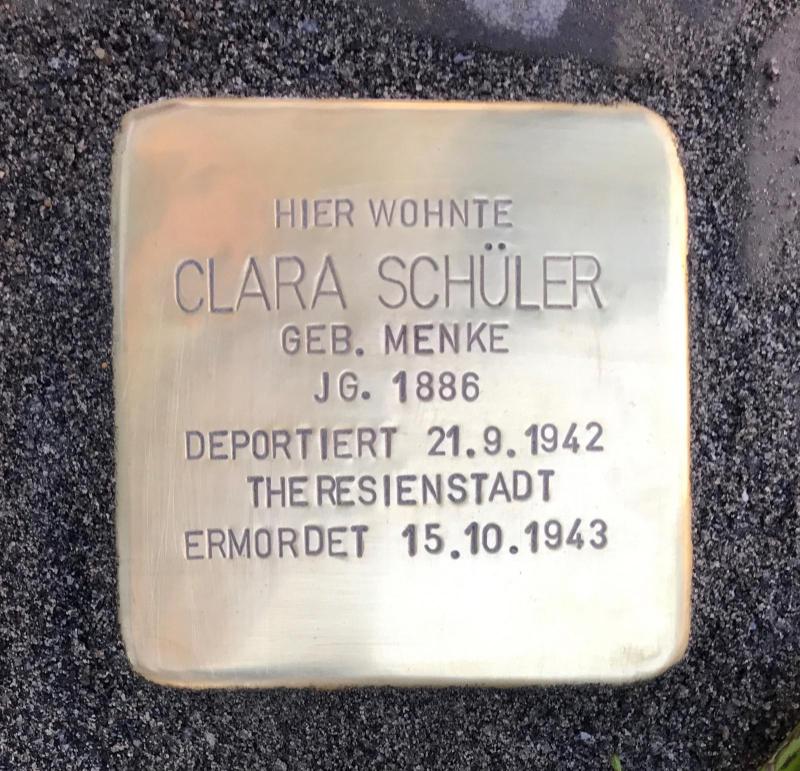 HIER WOHNTE
CLARA SCHÜLER
GEB. MENKE
JG. 1886
DEPORTIERT 21.9.1942
THERESIENSTADT
ERMORDET 15.10.1943